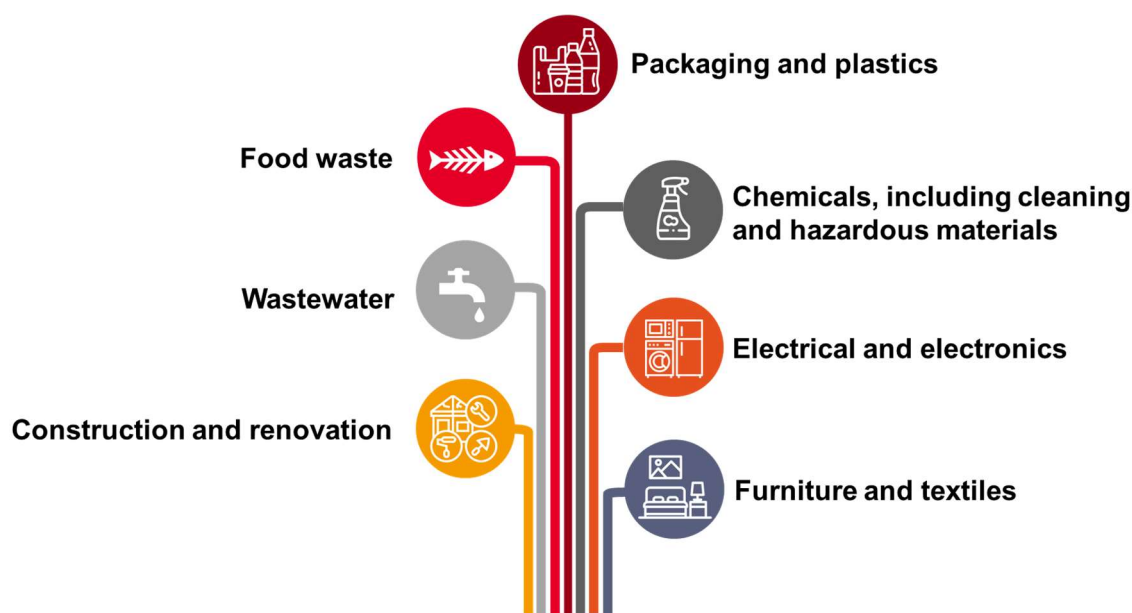 Packaging and plastics
Food waste
Chemicals, including cleaning
and hazardous materials
Wastewater
Electrical and electronics
Construction and renovation
Furniture and textiles